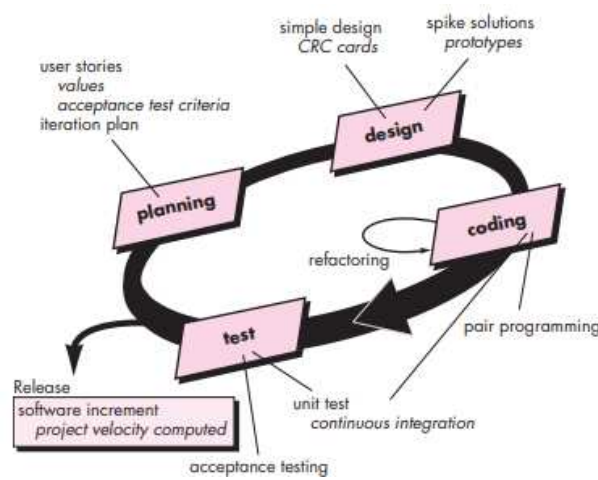 simple design
CRC cards
spike solutions
prototypes
user stories
values
acceptance test criteria
iteration plan
design
planning
coding
refactoring
test
pair programming
Release
software increment
project velocity computed
unit test
continuous integration
acceptance testing